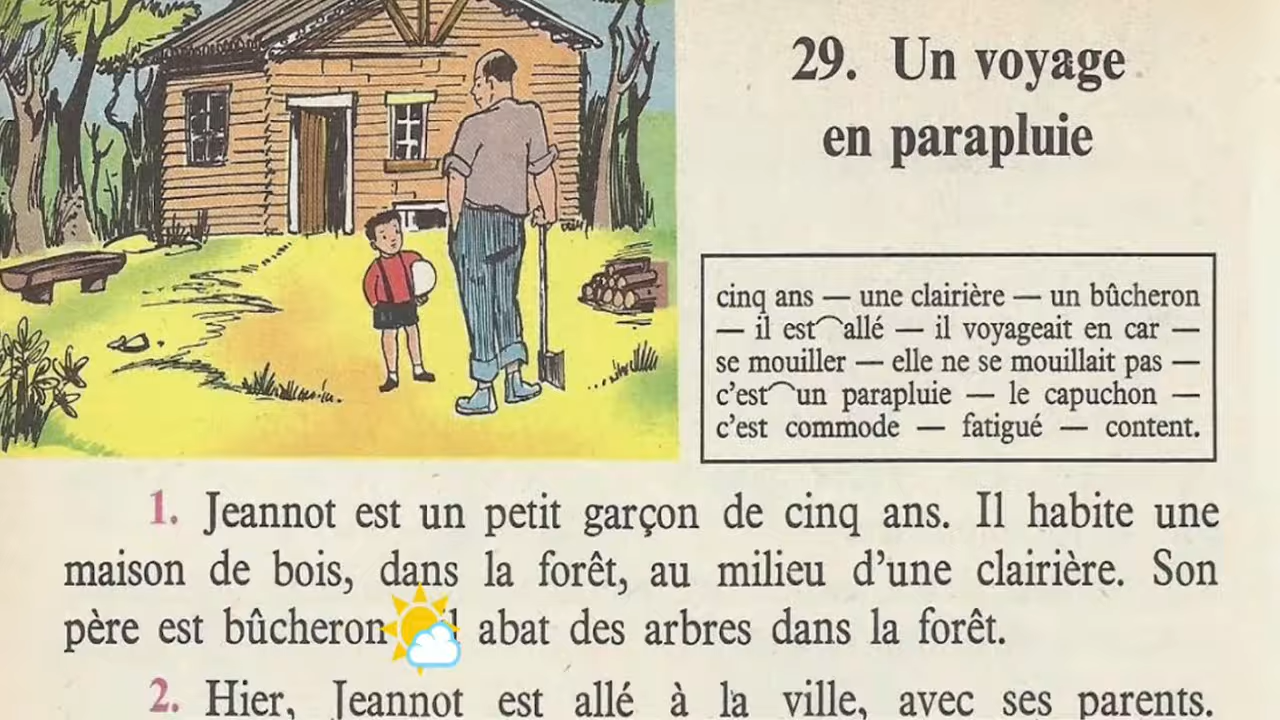 29. Un voyage
en parapluie
cinq ans — une clairière — un bûcheron
— il est‿allé — il voyageait en car —
se mouiller — elle ne se mouillait pas —
c'est‿un parapluie — le capuchon —
c'est commode — fatigué — content.
1. Jeannot est un petit garçon de cinq ans. Il habite une
maison de bois, dans la forêt, au milieu d'une clairière. Son
père est bûcheron abat des arbres dans la forêt.
2. Hier, Jeannot est allé à la ville, avec ses parents.